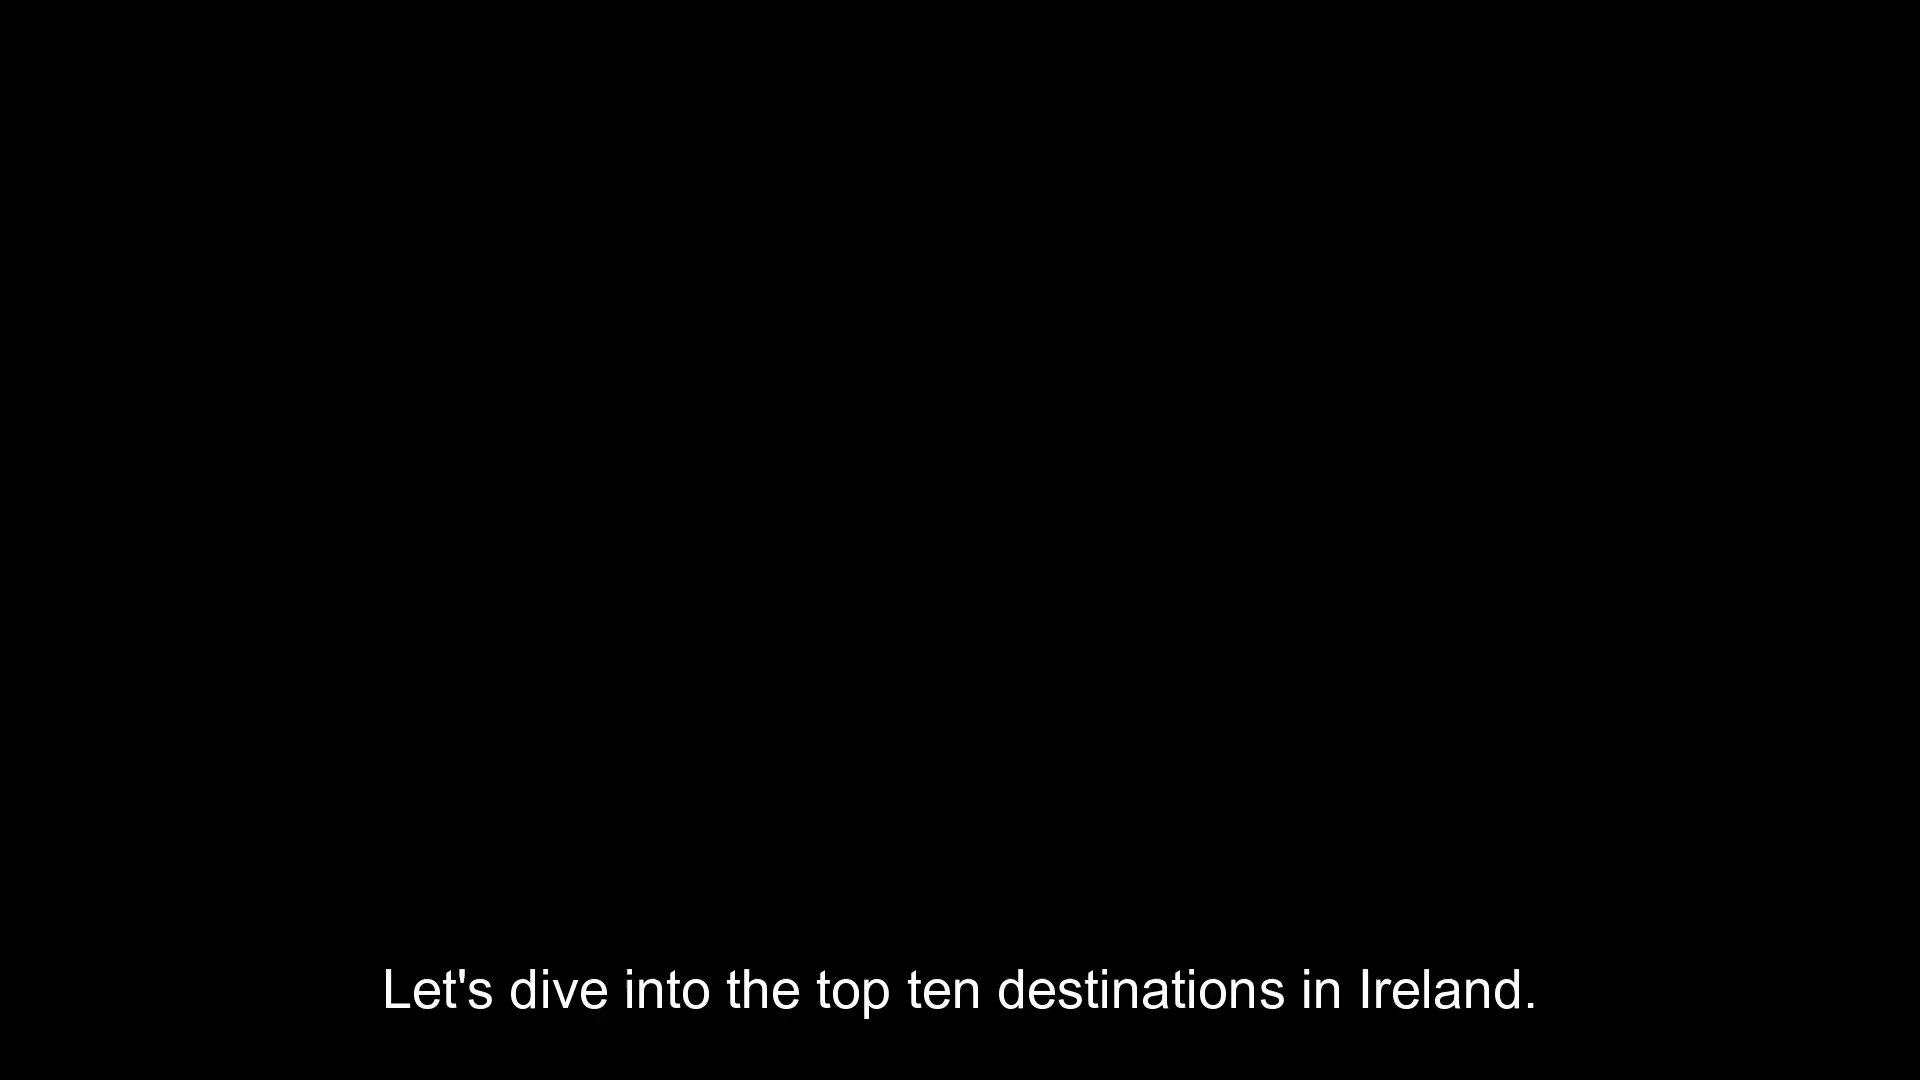 Let's dive into the top ten destinations in Ireland.